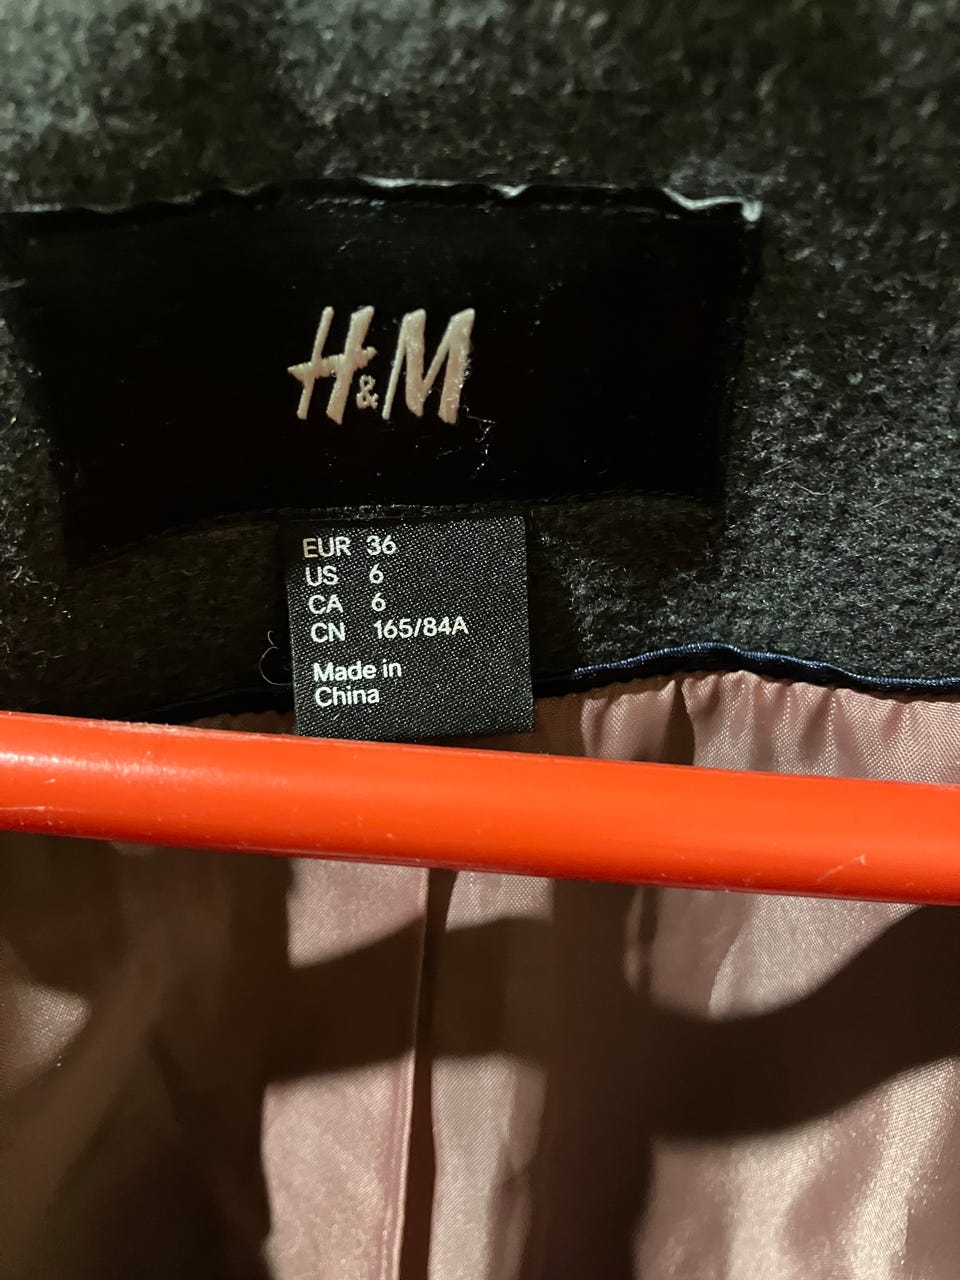 H&M
EUR 36
US 6
CA 6
CN 165/84A
Made in
China